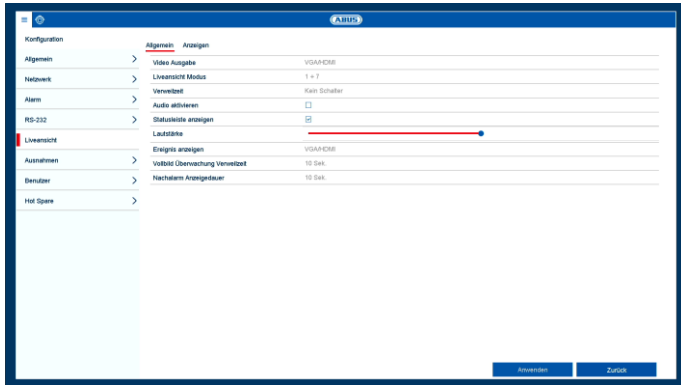 ABUS
Konfiguration
Allgemein
Netzwerk
Alarm
RS-232
Liveansicht
Ausnahmen
Benutzer
Hot Spare
Allgemein Anzeigen
Video Ausgabe VGA/HDMI
Liveansicht Modus 1 + 7
Verweilzeit Kein Schalter
Audio aktivieren
Statusleiste anzeigen
Lautstärke
Ereignis anzeigen VGA/HDMI
Vollbild Überwachung Verweilzeit 10 Sek.
Nachalarm Anzeigedauer 10 Sek.
Anwenden Zurück